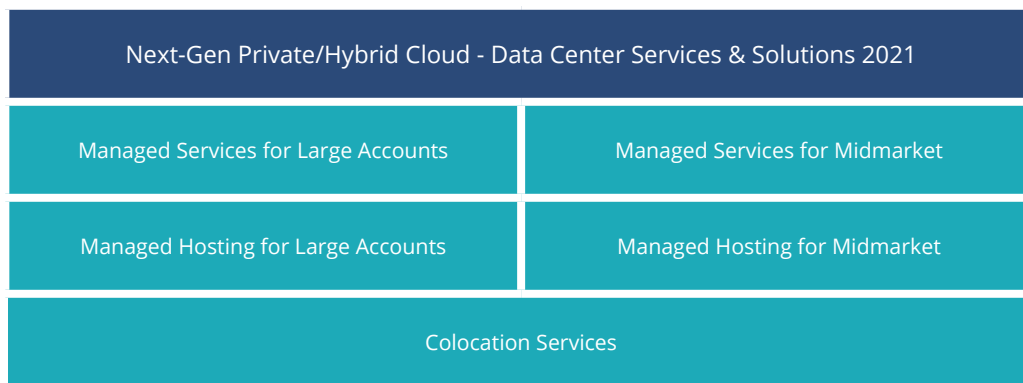 Next-Gen Private/Hybrid Cloud - Data Center Services & Solutions 2021
Managed Services for Large Accounts
Managed Services for Midmarket
Managed Hosting for Large Accounts
Managed Hosting for Midmarket
Colocation Services